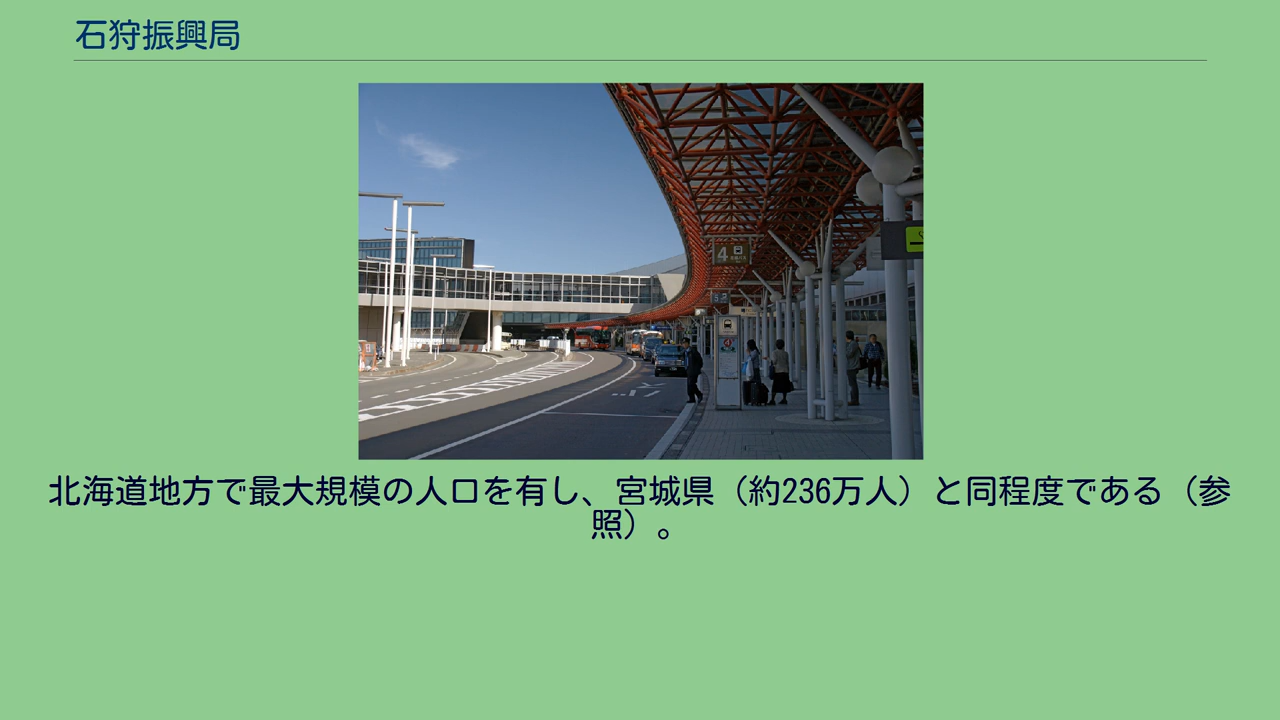 石狩振興局
4
北海道地方で最大規模の人口を有し、宮城県（約236万人）と同程度である（参
照）。